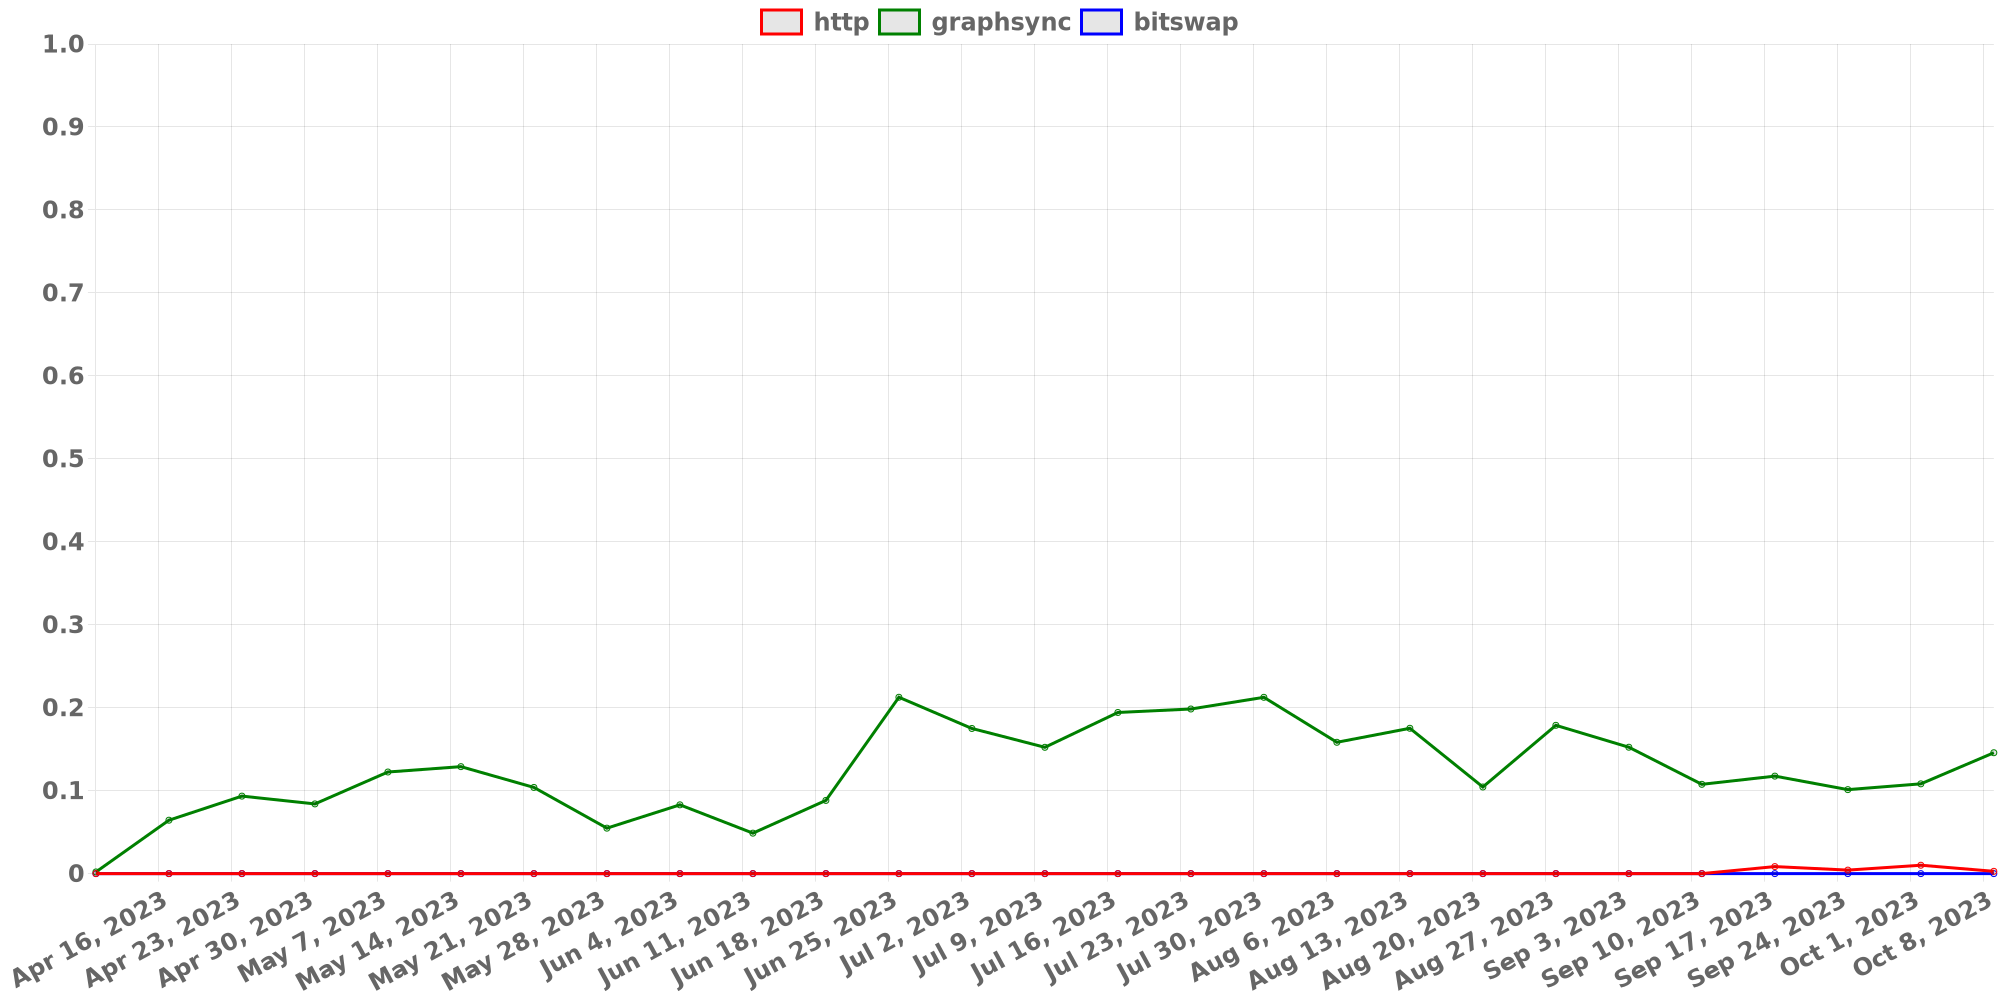 http graphsync bitswap
1.0
0.9
0.8
0.7
0.6
0.5
0.4
0.3
0.2
0.1
0
Apr 16, 2023
Apr 23, 2023
Apr 30, 2023
May 7, 2023
May 14, 2023
May 21, 2023
May 28, 2023
Jun 4, 2023
Jun 11, 2023
Jun 18, 2023
Jun 25, 2023
Jul 2, 2023
Jul 9, 2023
Jul 16, 2023
Jul 23, 2023
Jul 30, 2023
Aug 6, 2023
Aug 13, 2023
Aug 20, 2023
Aug 27, 2023
Sep 3, 2023
Sep 10, 2023
Sep 17, 2023
Sep 24, 2023
Oct 1, 2023
Oct 8, 2023